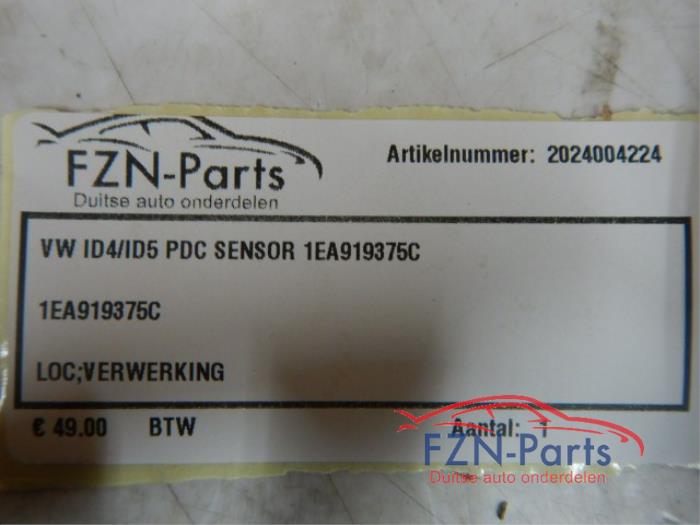 FZN-Parts
Duitse auto onderdelen
Artikelnummer: 2024004224
VW ID4/ID5 PDC SENSOR 1EA919375C
1EA919375C
LOC;VERWERKING
€ 49.00 BTW Aantal: 1
FZN-Parts
Duitse auto onderdelen